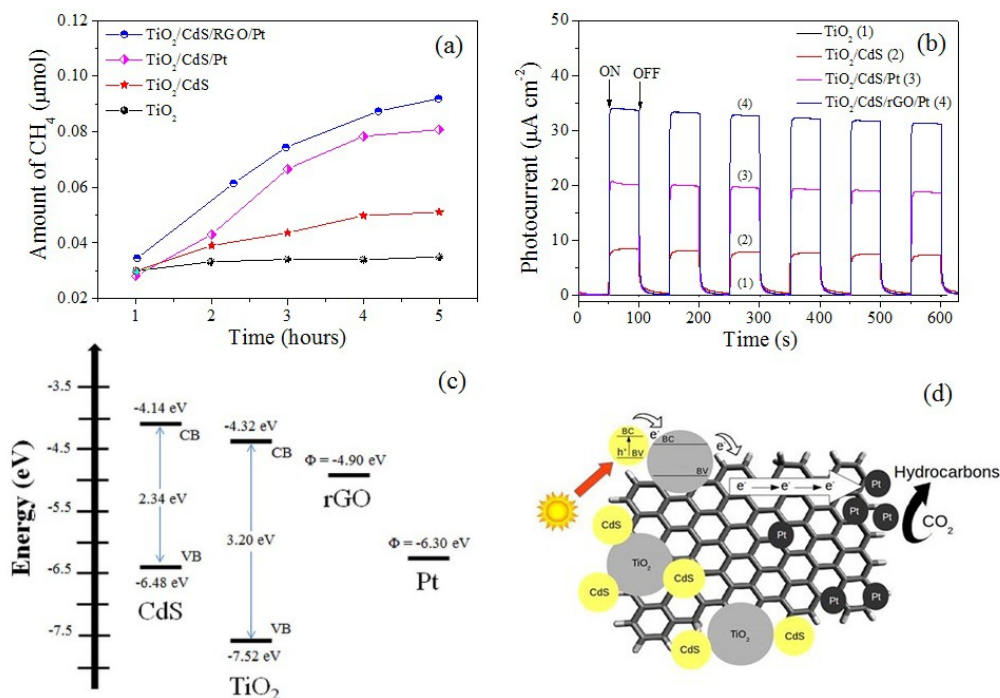 (a)
TiO₂/CdS/RGO/Pt
TiO₂/CdS/Pt
TiO₂/CdS
TiO₂
Amount of CH₄ (μmol)
0.12
0.10
0.08
0.06
0.04
0.02
1 2 3 4 5
Time (hours)
(b)
TiO₂ (1)
TiO₂/CdS (2)
TiO₂/CdS/Pt (3)
TiO₂/CdS/rGO/Pt (4)
ON OFF
(4)
(3)
(2)
(1)
Photocurrent (μA cm⁻²)
50
40
30
20
10
0
0 100 200 300 400 500 600
Time (s)
(c)
Energy (eV)
-3.5
-4.5
-5.5
-6.5
-7.5
-4.14 eV
CB
2.34 eV
VB
-6.48 eV
CdS
-4.32 eV
CB
3.20 eV
VB
-7.52 eV
TiO₂
Φ = -4.90 eV
rGO
Φ = -6.30 eV
Pt
(d)
BC
h⁺
BV
e⁻
BC
BV
e⁻
e⁻ e⁻ e⁻
Pt
Hydrocarbons
CO₂
Pt
Pt
Pt
Pt
Pt
Pt
CdS
TiO₂
CdS
CdS
CdS
TiO₂
CdS